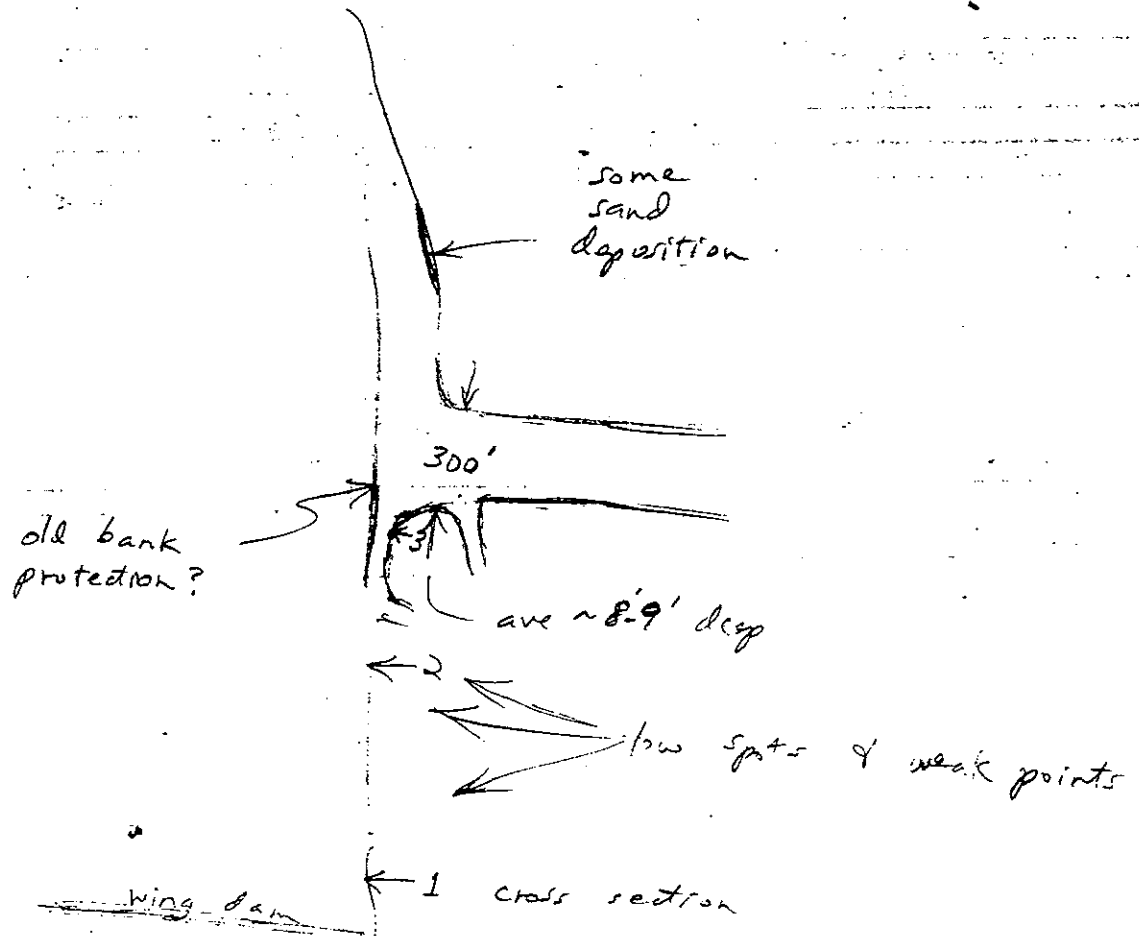 some
sand
deposition
300'
old bank
protection?
3
ave ~ 8'-9' deep
2
low spots & weak points
1 cross section
wing dam